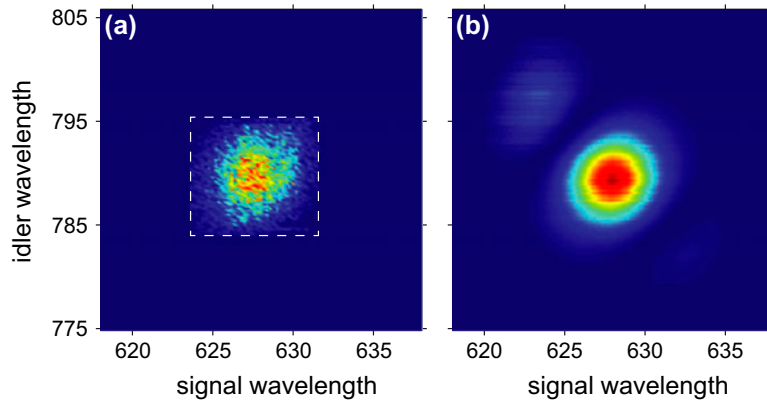 (a)
(b)
805
795
785
775
idler wavelength
620 625 630 635
620 625 630 635
signal wavelength
signal wavelength